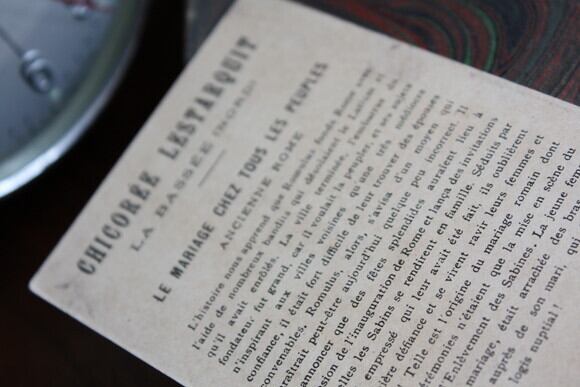 CHICORÉE LESTARQUIT
LA BASSÉE (NORD)
LE MARIAGE CHEZ TOUS LES PEUPLES
ANCIENNE ROME
L'histoire nous apprend que Romulus fonda Rome avec
l'aide de nombreux bandits qui désolaient le Latium et
qu'il avait enrôlés. La ville terminée, l'embarras du
fondateur fut grand, car il voulait la peupler, et ses sujets
n'inspirant aux villes voisines qu'une très médiocre
confiance, il était fort difficile de leur trouver des épouses
convenables. Romulus, alors, s'avisa d'un moyen qui
paraîtrait peut-être aujourd'hui quelque peu incorrect. Il
annoncer que des fêtes splendides auraient lieu à
sion de l'inauguration de Rome et lança des invitations
les les Sabins se rendirent en famille. Séduits par
empressé qui leur avait été fait, ils oublièrent
ière défiance et se virent ravir leurs femmes et
Telle est l'origine du mariage romain dont
rémonies n'étaient que la mise en scène du
Enlèvement des Sabines. La jeune femme
mariage, était arrachée des bras
après de son mari, qui
logis nuptial !